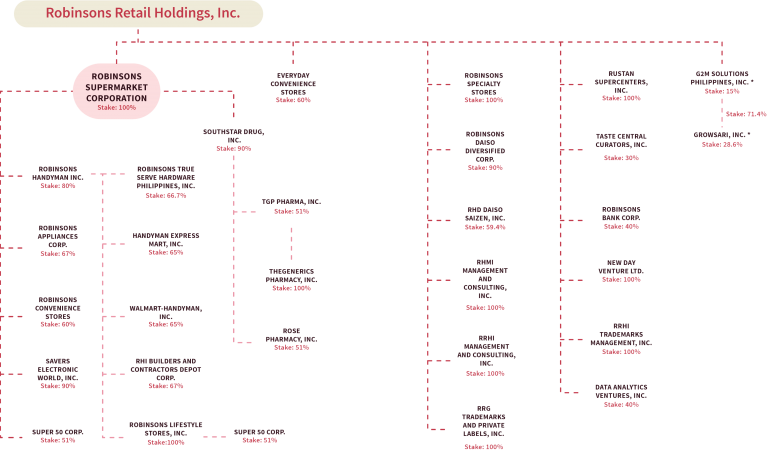 Robinsons Retail Holdings, Inc.
ROBINSONS
SUPERMARKET
CORPORATION
Stake: 100%
SOUTHSTAR DRUG,
INC.
Stake: 90%
ROBINSONS
HANDYMAN INC.
Stake: 80%
ROBINSONS
APPLIANCES
CORP.
Stake: 67%
ROBINSONS
CONVENIENCE
STORES
Stake: 60%
SAVERS
ELECTRONIC
WORLD, INC.
Stake: 90%
SUPER 50 CORP.
Stake: 51%
ROBINSONS TRUE
SERVE HARDWARE
PHILIPPINES, INC.
Stake: 66.7%
HANDYMAN EXPRESS
MART, INC.
Stake: 65%
WALMART-HANDYMAN,
INC.
Stake: 65%
RHI BUILDERS AND
CONTRACTORS DEPOT
CORP.
Stake: 67%
ROBINSONS LIFESTYLE
STORES, INC.
Stake:100%
SUPER 50 CORP.
Stake: 51%
TGP PHARMA, INC.
Stake: 51%
THEGENERICS
PHARMACY, INC.
Stake: 100%
ROSE
PHARMACY, INC.
Stake: 51%
EVERYDAY
CONVENIENCE
STORES
Stake: 60%
ROBINSONS
SPECIALTY
STORES
Stake: 100%
ROBINSONS
DAISO
DIVERSIFIED
CORP.
Stake: 90%
RHD DAISO
SAIZEN, INC.
Stake: 59.4%
RHMI
MANAGEMENT
AND
CONSULTING,
INC.
Stake: 100%
RRHI
MANAGEMENT
AND CONSULTING,
INC.
Stake: 100%
RRG
TRADEMARKS
AND PRIVATE
LABELS, INC.
Stake: 100%
RUSTAN
SUPERCENTERS,
INC.
Stake: 100%
TASTE CENTRAL
CURATORS, INC.
Stake: 30%
ROBINSONS
BANK CORP.
Stake: 40%
NEW DAY
VENTURE LTD.
Stake: 100%
RRHI
TRADEMARKS
MANAGEMENT, INC.
Stake: 100%
DATA ANALYTICS
VENTURES, INC.
Stake: 40%
G2M SOLUTIONS
PHILIPPINES, INC. *
Stake: 15%
Stake: 71.4%
GROWSARI, INC. *
Stake: 28.6%